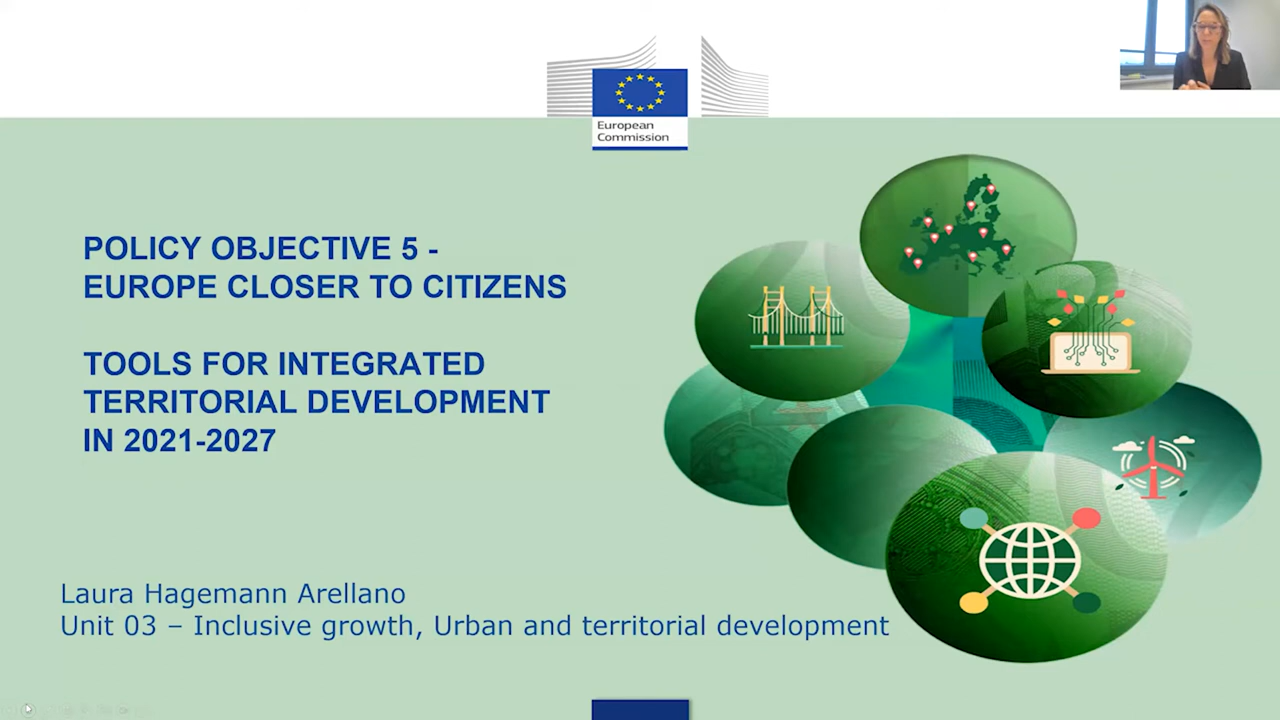 European
Commission
POLICY OBJECTIVE 5 -
EUROPE CLOSER TO CITIZENS
TOOLS FOR INTEGRATED
TERRITORIAL DEVELOPMENT
IN 2021-2027
Laura Hagemann Arellano
Unit 03 – Inclusive growth, Urban and territorial development